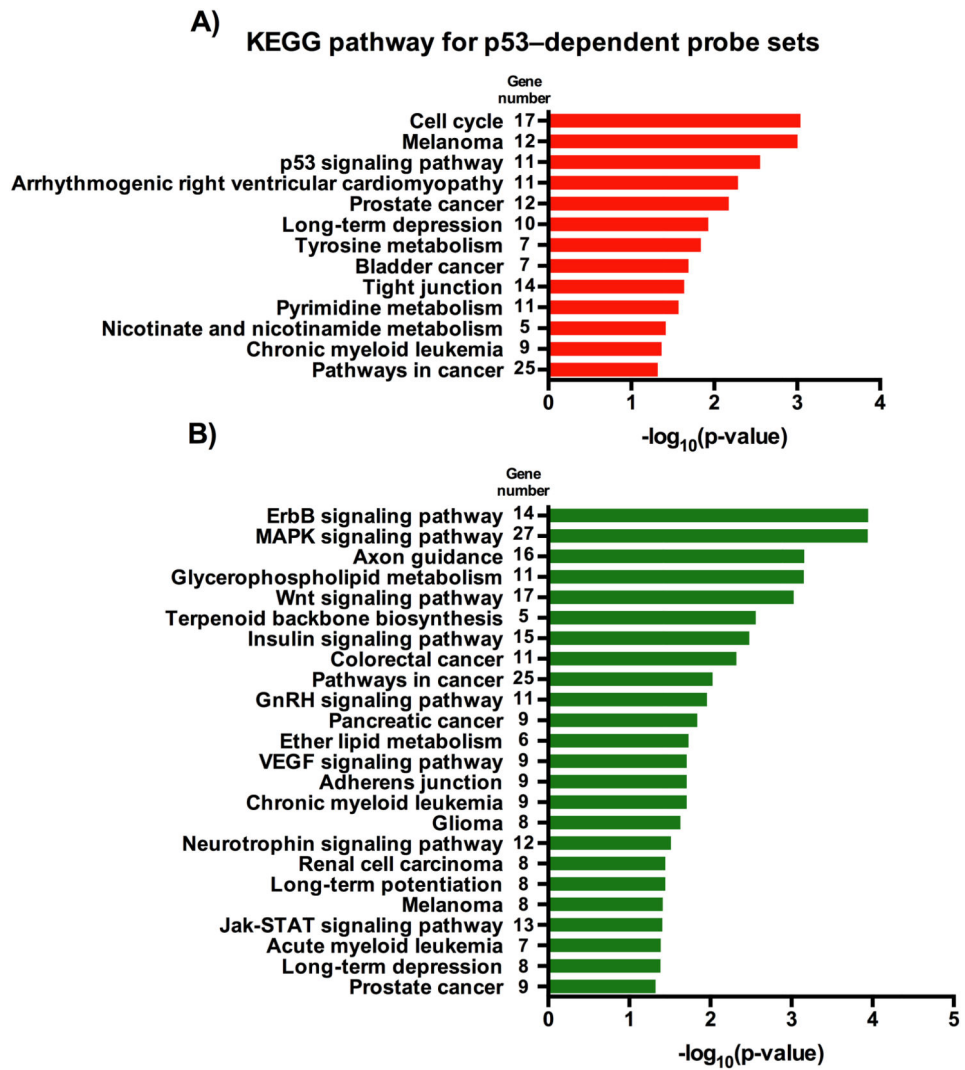 A)
KEGG pathway for p53–dependent probe sets
Gene
number
Cell cycle 17
Melanoma 12
p53 signaling pathway 11
Arrhythmogenic right ventricular cardiomyopathy 11
Prostate cancer 12
Long-term depression 10
Tyrosine metabolism 7
Bladder cancer 7
Tight junction 14
Pyrimidine metabolism 11
Nicotinate and nicotinamide metabolism 5
Chronic myeloid leukemia 9
Pathways in cancer 25
0 1 2 3 4
-log10(p-value)
B)
Gene
number
ErbB signaling pathway 14
MAPK signaling pathway 27
Axon guidance 16
Glycerophospholipid metabolism 11
Wnt signaling pathway 17
Terpenoid backbone biosynthesis 5
Insulin signaling pathway 15
Colorectal cancer 11
Pathways in cancer 25
GnRH signaling pathway 11
Pancreatic cancer 9
Ether lipid metabolism 6
VEGF signaling pathway 9
Adherens junction 9
Chronic myeloid leukemia 9
Glioma 8
Neurotrophin signaling pathway 12
Renal cell carcinoma 8
Long-term potentiation 8
Melanoma 8
Jak-STAT signaling pathway 13
Acute myeloid leukemia 7
Long-term depression 8
Prostate cancer 9
0 1 2 3 4 5
-log10(p-value)